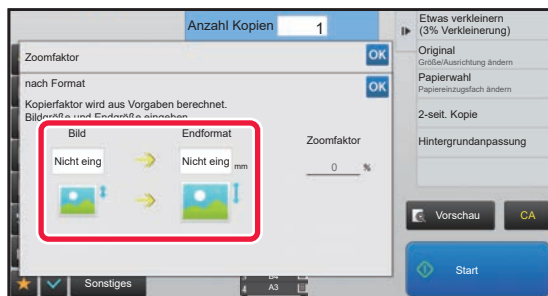 Anzahl Kopien 1
Zoomfaktor OK
nach Format OK
Kopierfaktor wird aus Vorgaben berechnet.
Bildgröße und Endgröße eingeben
Bild Endformat Zoomfaktor
Nicht eing Nicht eing mm 0 %
Sonstiges
4 A3
Etwas verkleinern
(3% Verkleinerung)
Original
Größe/Ausrichtung ändern
Papierwahl
Papiereinzugsfach ändern
2-seit. Kopie
Hintergrundanpassung
Vorschau CA
Start